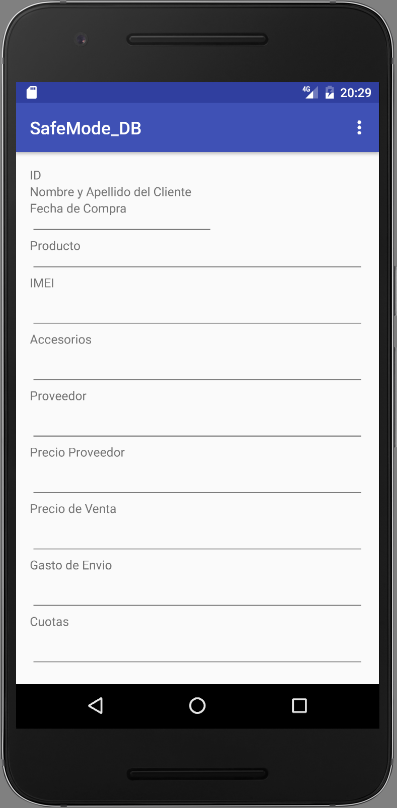 4G 20:29
SafeMode_DB
ID
Nombre y Apellido del Cliente
Fecha de Compra
Producto
IMEI
Accesorios
Proveedor
Precio Proveedor
Precio de Venta
Gasto de Envio
Cuotas